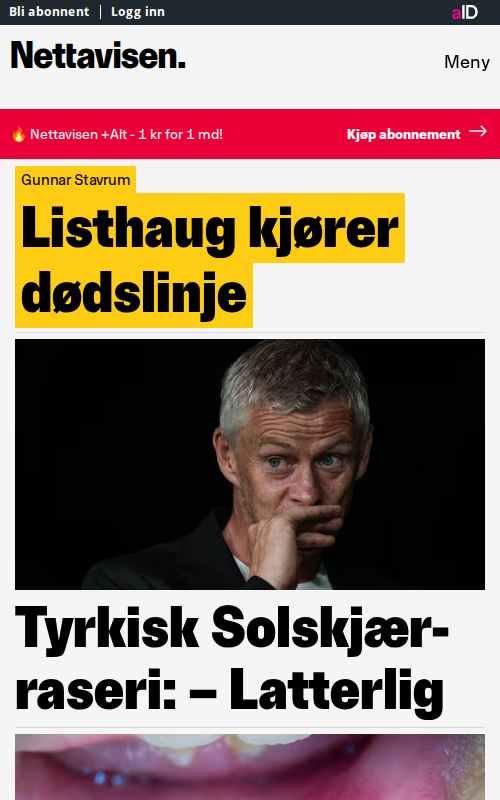 Bli abonnent | Logg inn
aID
Nettavisen.
Meny
🔥 Nettavisen +Alt - 1 kr for 1 md!
Kjøp abonnement →
Gunnar Stavrum
Listhaug kjører
dødslinje
Tyrkisk Solskjær-
raseri: – Latterlig